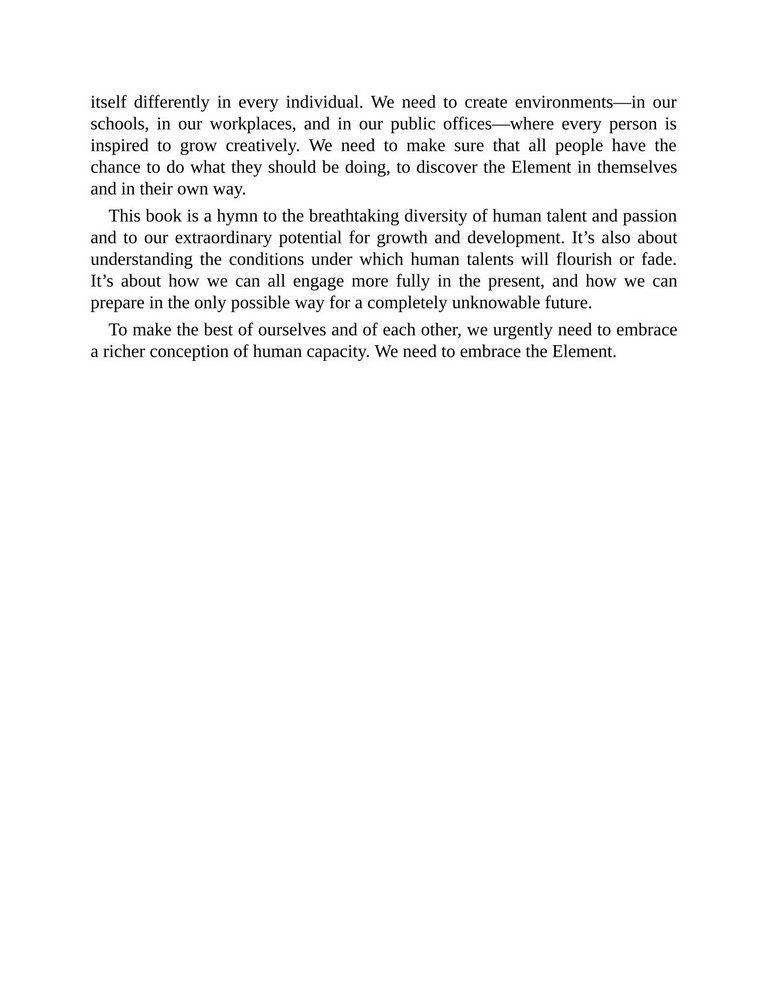 itself differently in every individual. We need to create environments—in our
schools, in our workplaces, and in our public offices—where every person is
inspired to grow creatively. We need to make sure that all people have the
chance to do what they should be doing, to discover the Element in themselves
and in their own way.
This book is a hymn to the breathtaking diversity of human talent and passion
and to our extraordinary potential for growth and development. It’s also about
understanding the conditions under which human talents will flourish or fade.
It’s about how we can all engage more fully in the present, and how we can
prepare in the only possible way for a completely unknowable future.
To make the best of ourselves and of each other, we urgently need to embrace
a richer conception of human capacity. We need to embrace the Element.